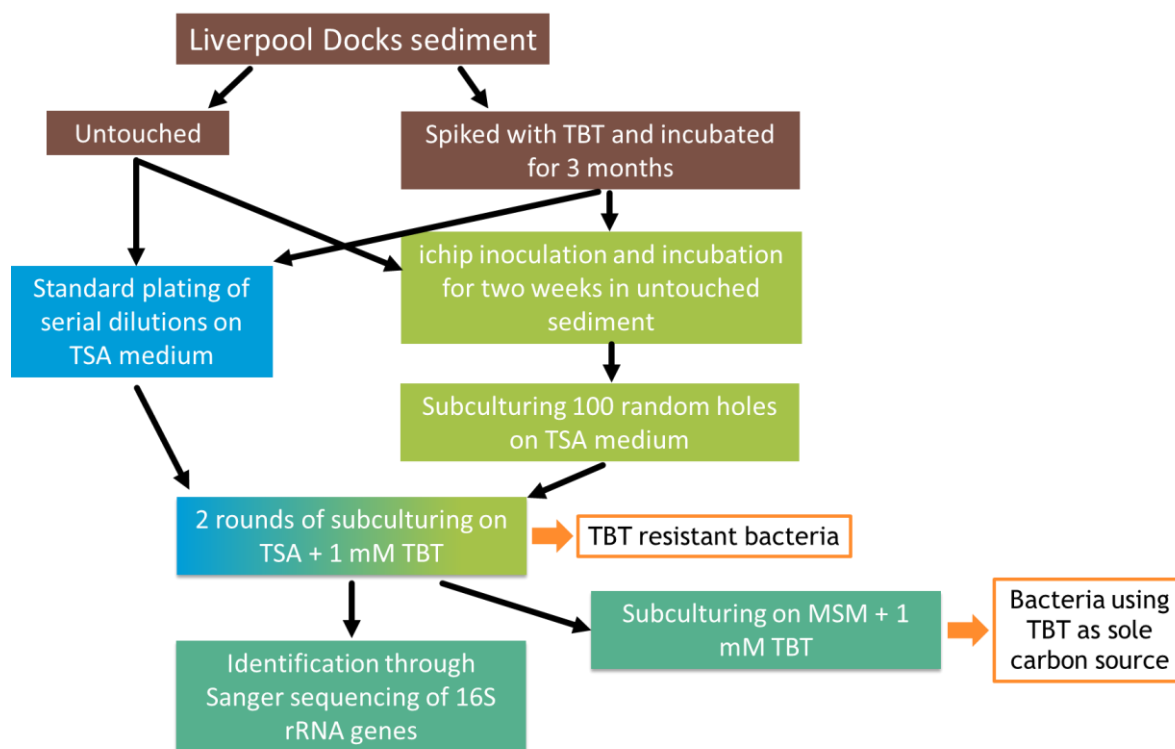 Liverpool Docks sediment
Untouched
Spiked with TBT and incubated
for 3 months
Standard plating of
serial dilutions on
TSA medium
ichip inoculation and incubation
for two weeks in untouched
sediment
Subculturing 100 random holes
on TSA medium
2 rounds of subculturing on
TSA + 1 mM TBT
TBT resistant bacteria
Subculturing on MSM + 1
mM TBT
Bacteria using
TBT as sole
carbon source
Identification through
Sanger sequencing of 16S
rRNA genes